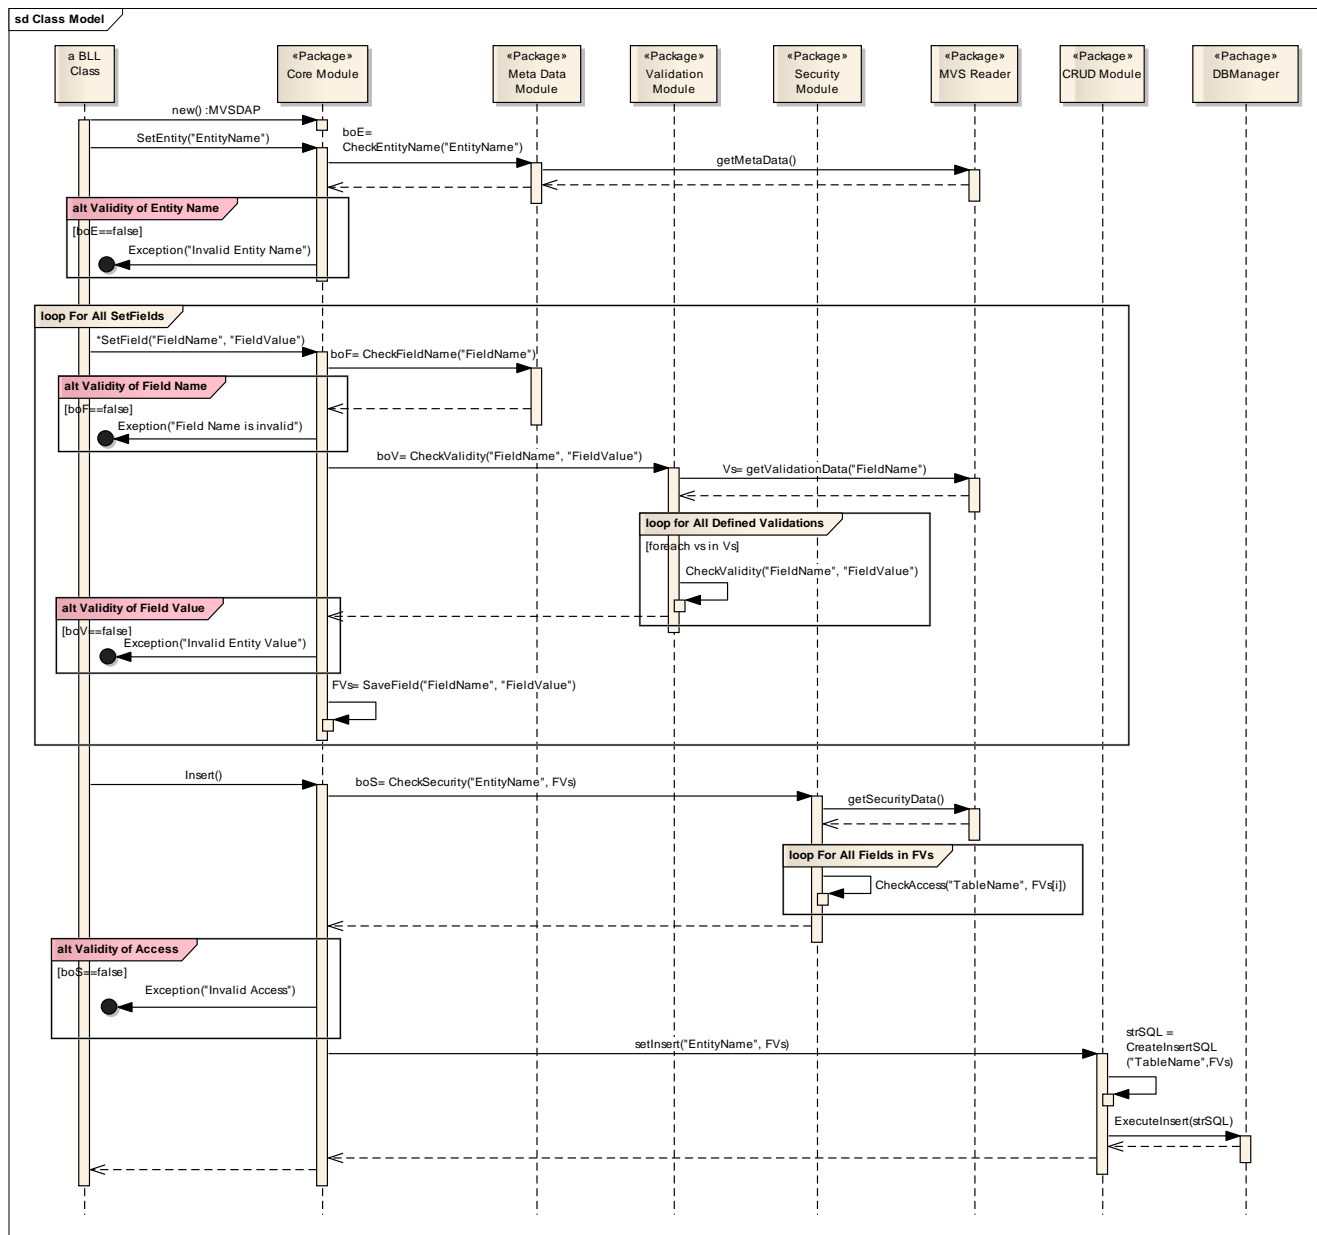 sd Class Model
a BLL
Class
«Package»
Core Module
«Package»
Meta Data
Module
«Package»
Validation
Module
«Package»
Security
Module
«Package»
MVS Reader
«Package»
CRUD Module
«Pachage»
DBManager
new() :MVSDAP
SetEntity("EntityName")
boE=
CheckEntityName("EntityName")
getMetaData()
alt Validity of Entity Name
[boE==false]
Exception("Invalid Entity Name")
loop For All SetFields
*SetField("FieldName", "FieldValue")
boF= CheckFieldName("FieldName")
alt Validity of Field Name
[boF==false]
Exeption("Field Name is invalid")
boV= CheckValidity("FieldName", "FieldValue")
Vs= getValidationData("FieldName")
loop for All Defined Validations
[foreach vs in Vs]
CheckValidity("FieldName", "FieldValue")
alt Validity of Field Value
[boV==false]
Exception("Invalid Entity Value")
FVs= SaveField("FieldName", "FieldValue")
Insert()
boS= CheckSecurity("EntityName", FVs)
getSecurityData()
loop For All Fields in FVs
CheckAccess("TableName", FVs[i])
alt Validity of Access
[boS==false]
Exception("Invalid Access")
setInsert("EntityName", FVs)
strSQL =
CreateInsertSQL
("TableName",FVs)
ExecuteInsert(strSQL)